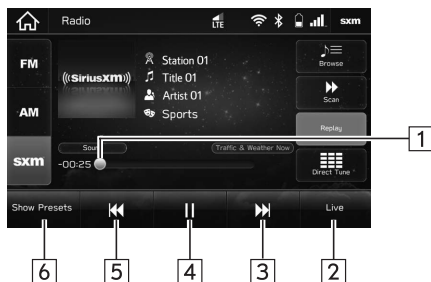 Radio
LTE
sxm
FM
AM
sxm
((SiriusXM))
Station 01
Title 01
Artist 01
Sports
Browse
Scan
Replay
Direct Tune
Traffic & Weather Now
-00:25
Show Presets
Live
1
6
5
4
3
2